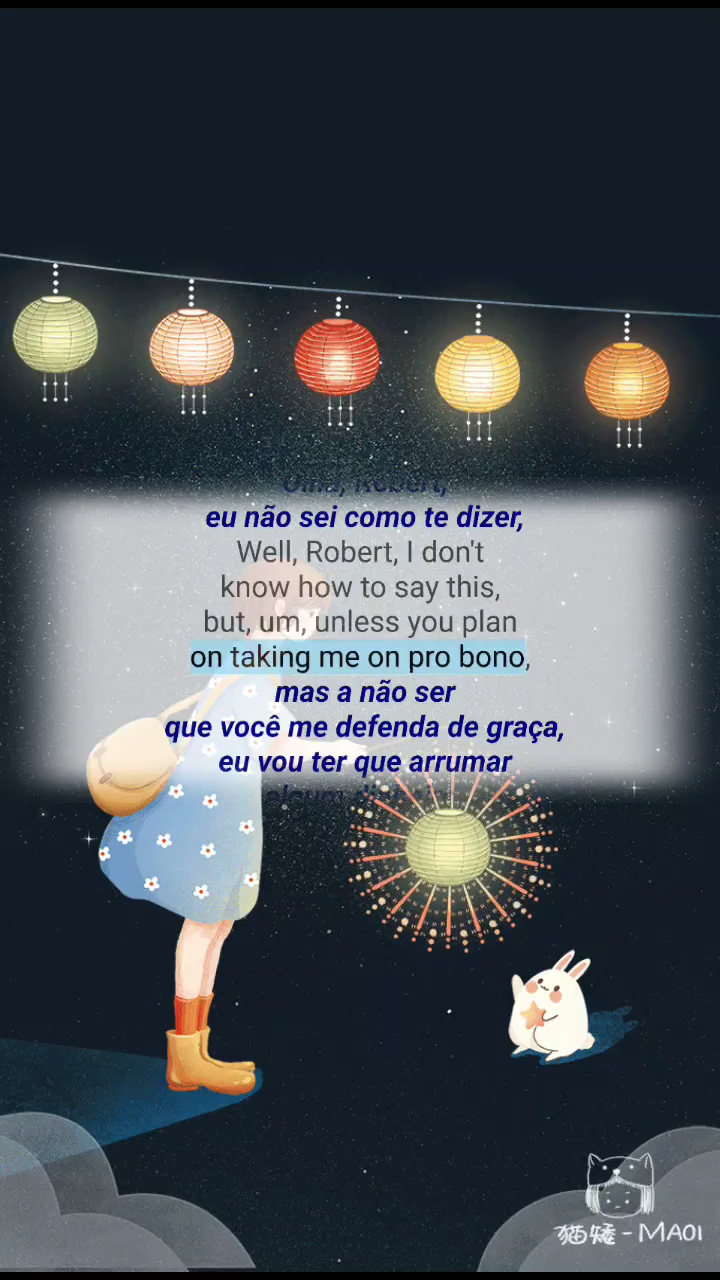 eu não sei como te dizer,
Well, Robert, I don't
know how to say this,
but, um, unless you plan
on taking me on pro bono,
mas a não ser
que você me defenda de graça,
eu vou ter que arrumar
猫矮-MAOI